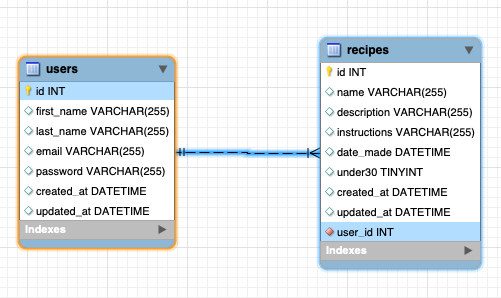 users
id INT
first_name VARCHAR(255)
last_name VARCHAR(255)
email VARCHAR(255)
password VARCHAR(255)
created_at DATETIME
updated_at DATETIME
Indexes
recipes
id INT
name VARCHAR(255)
description VARCHAR(255)
instructions VARCHAR(255)
date_made DATETIME
under30 TINYINT
created_at DATETIME
updated_at DATETIME
user_id INT
Indexes